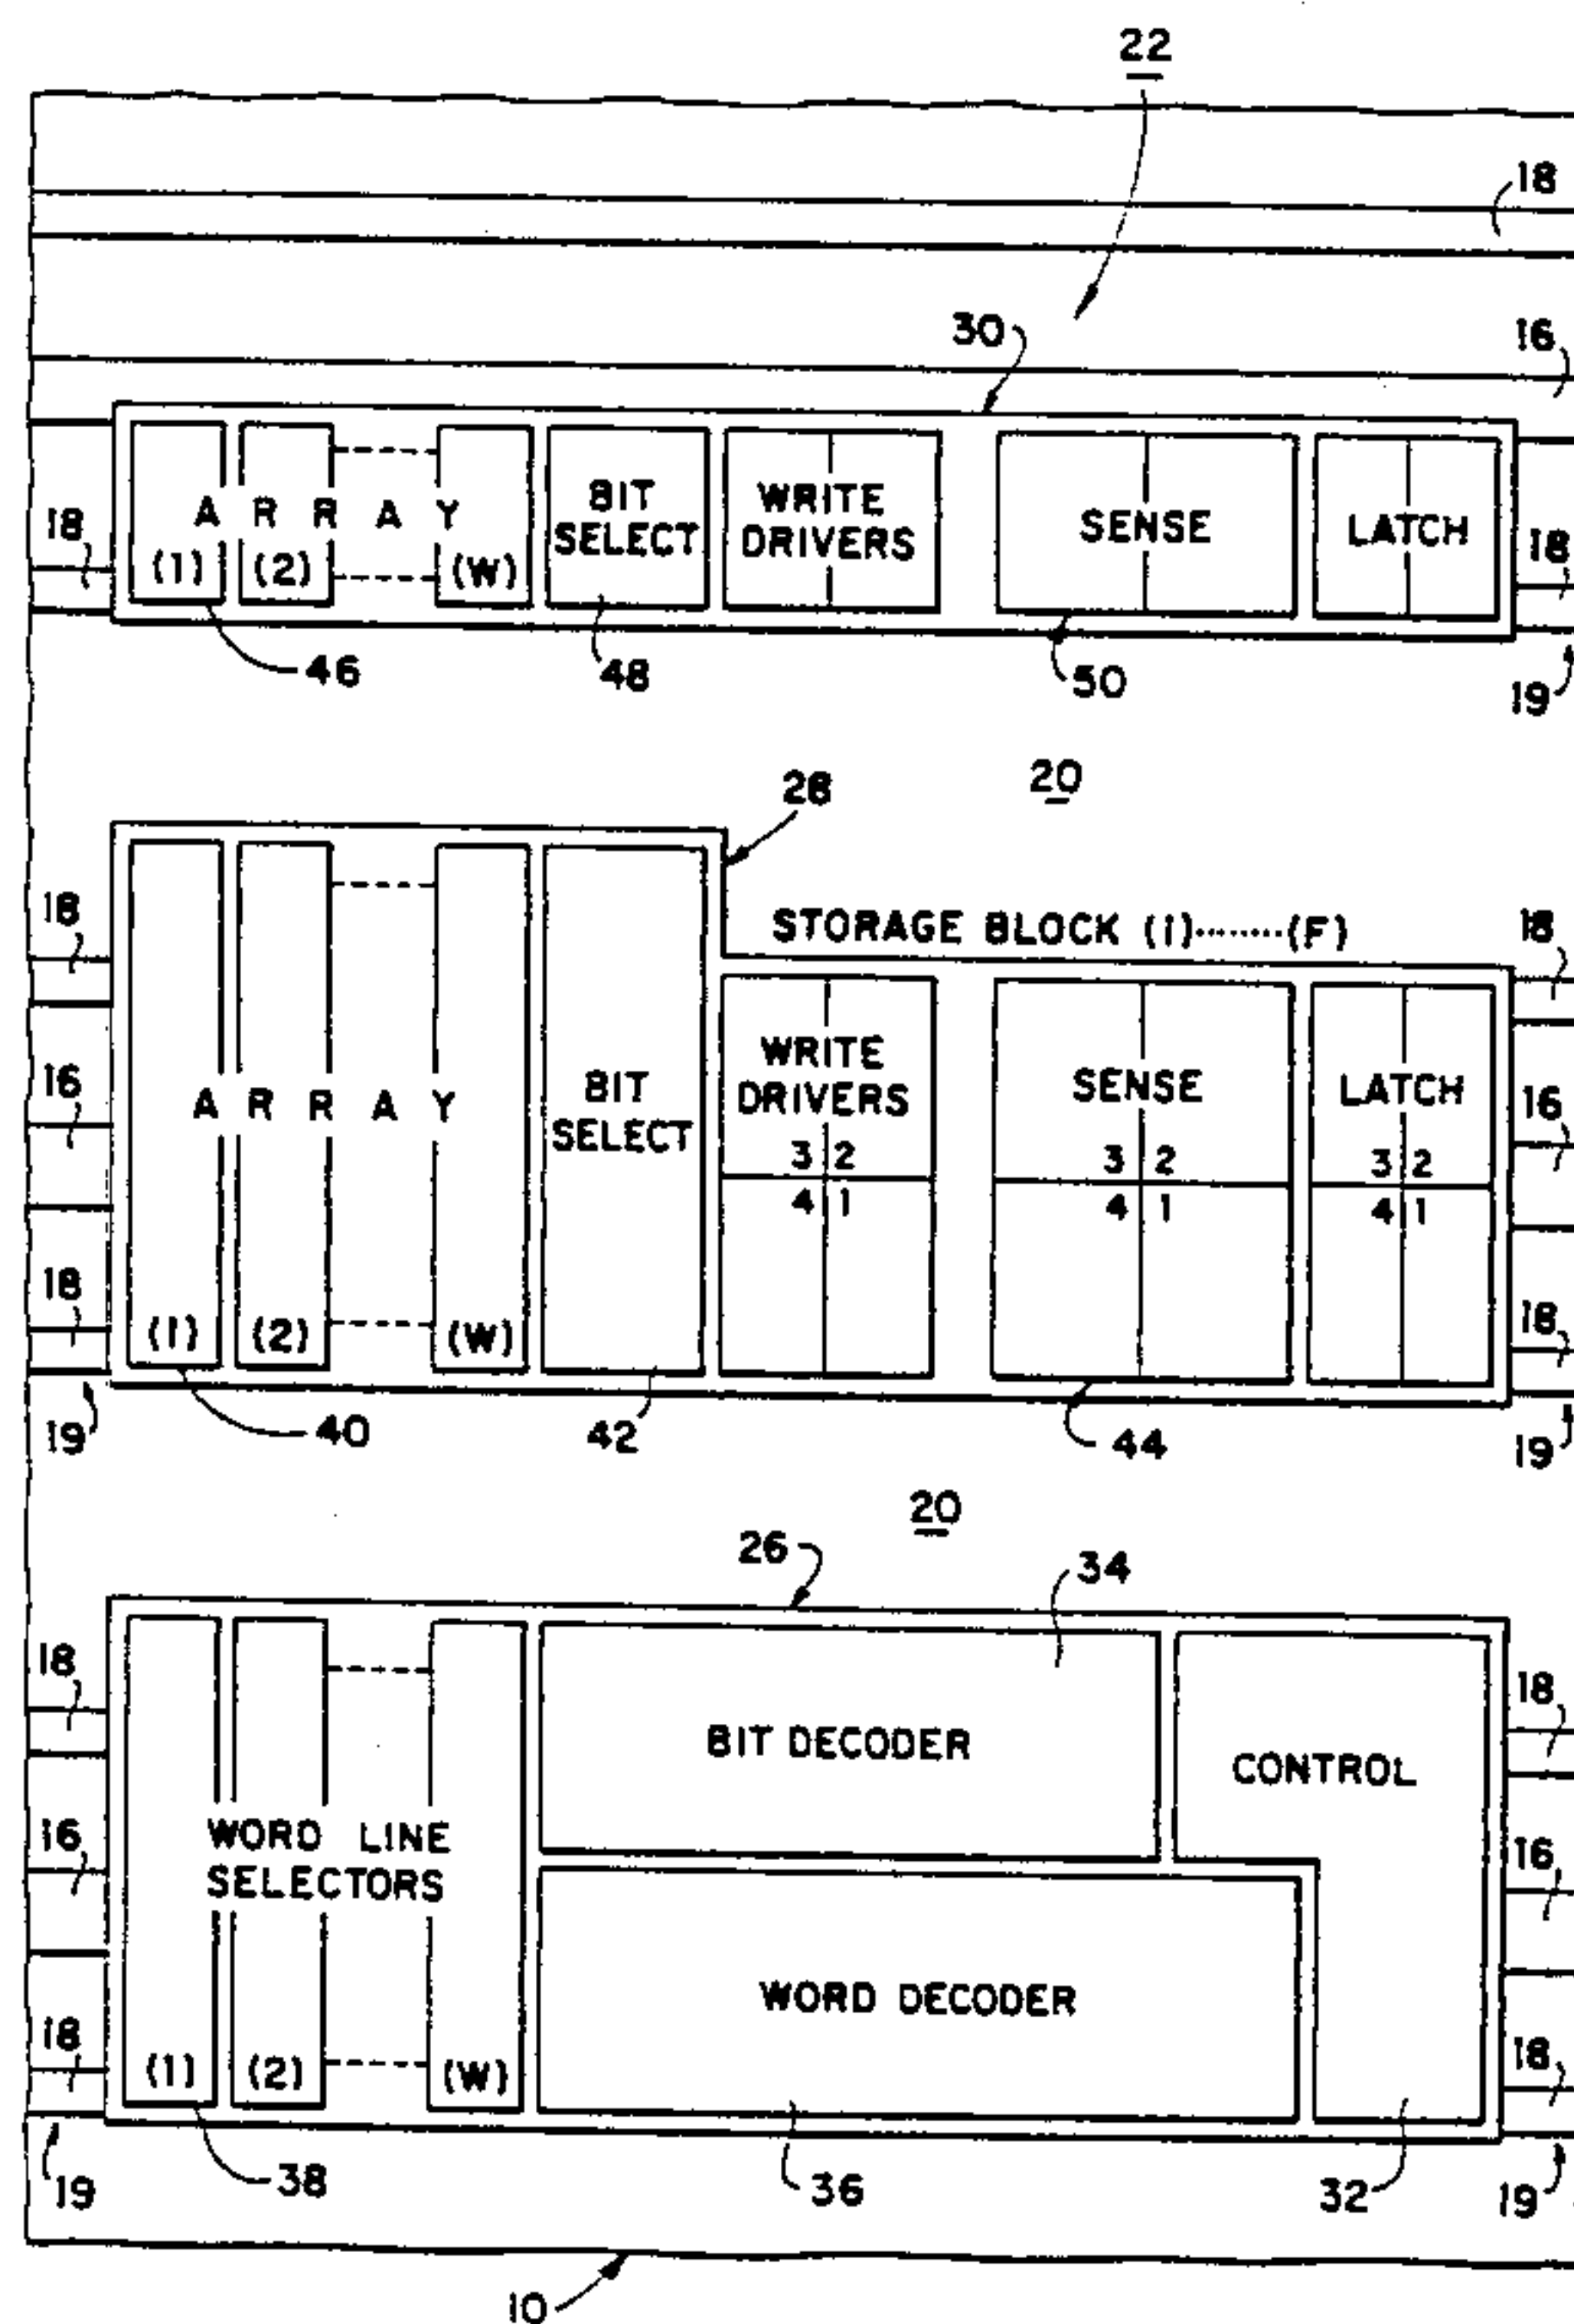 22
18
30
16
18
A R R A Y
(1) (2) (W)
BIT
SELECT
WRITE
DRIVERS
SENSE
LATCH
18
46
48
50
19
20
28
18
STORAGE BLOCK (1)........(F)
18
16
A R R A Y
BIT
SELECT
WRITE
DRIVERS
3 2
4 1
SENSE
3 2
4 1
LATCH
3 2
4 1
16
18
(1) (2) (W)
18
19
40
42
44
19
20
26
34
18
BIT DECODER
CONTROL
18
16
WORD LINE
SELECTORS
16
WORD DECODER
18
(1) (2) (W)
18
19
38
36
32
19
10